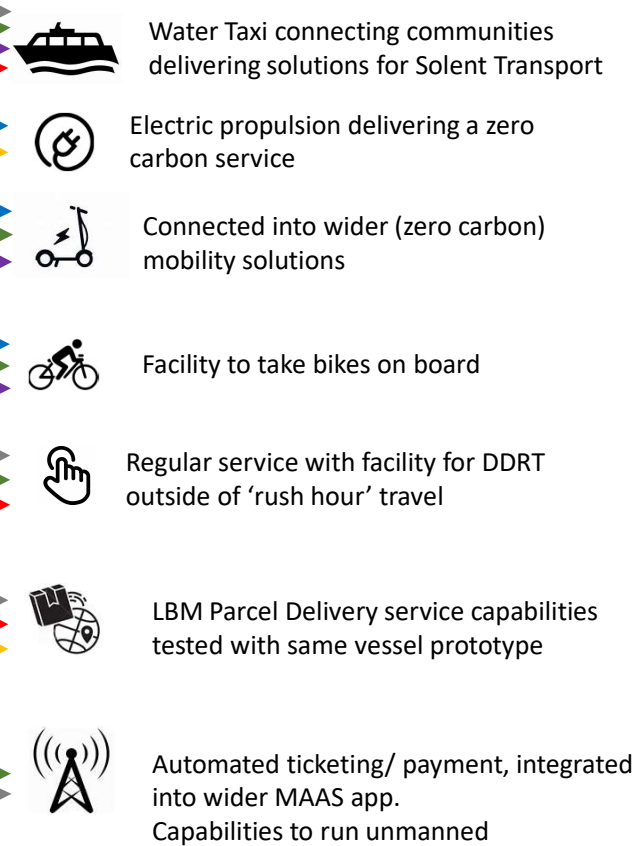 Water Taxi connecting communities
delivering solutions for Solent Transport
Electric propulsion delivering a zero
carbon service
Connected into wider (zero carbon)
mobility solutions
Facility to take bikes on board
Regular service with facility for DDRT
outside of ‘rush hour’ travel
LBM Parcel Delivery service capabilities
tested with same vessel prototype
Automated ticketing/ payment, integrated
into wider MAAS app.
Capabilities to run unmanned